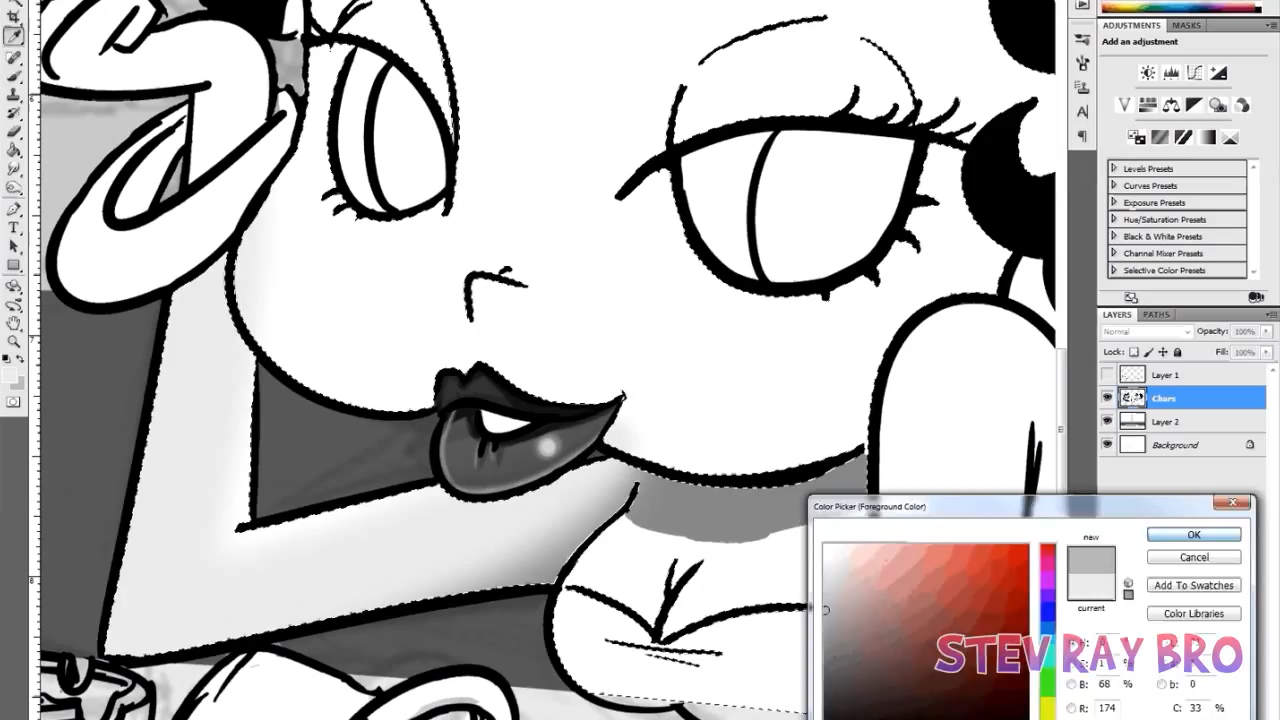 ADJUSTMENTS MASKS
Add an adjustment
Levels Presets
Curves Presets
Exposure Presets
Hue/Saturation Presets
Black & White Presets
Channel Mixer Presets
Selective Color Presets
LAYERS PATHS
Normal Opacity: 100%
Lock: Fill: 100%
Layer 1
Chars
Layer 2
Background
Color Picker (Foreground Color)
new
OK
Cancel
current
Add To Swatches
Color Libraries
STEV RAY BRO
B: 68 % b: 0
R: 174 C: 33 %
6
7
8